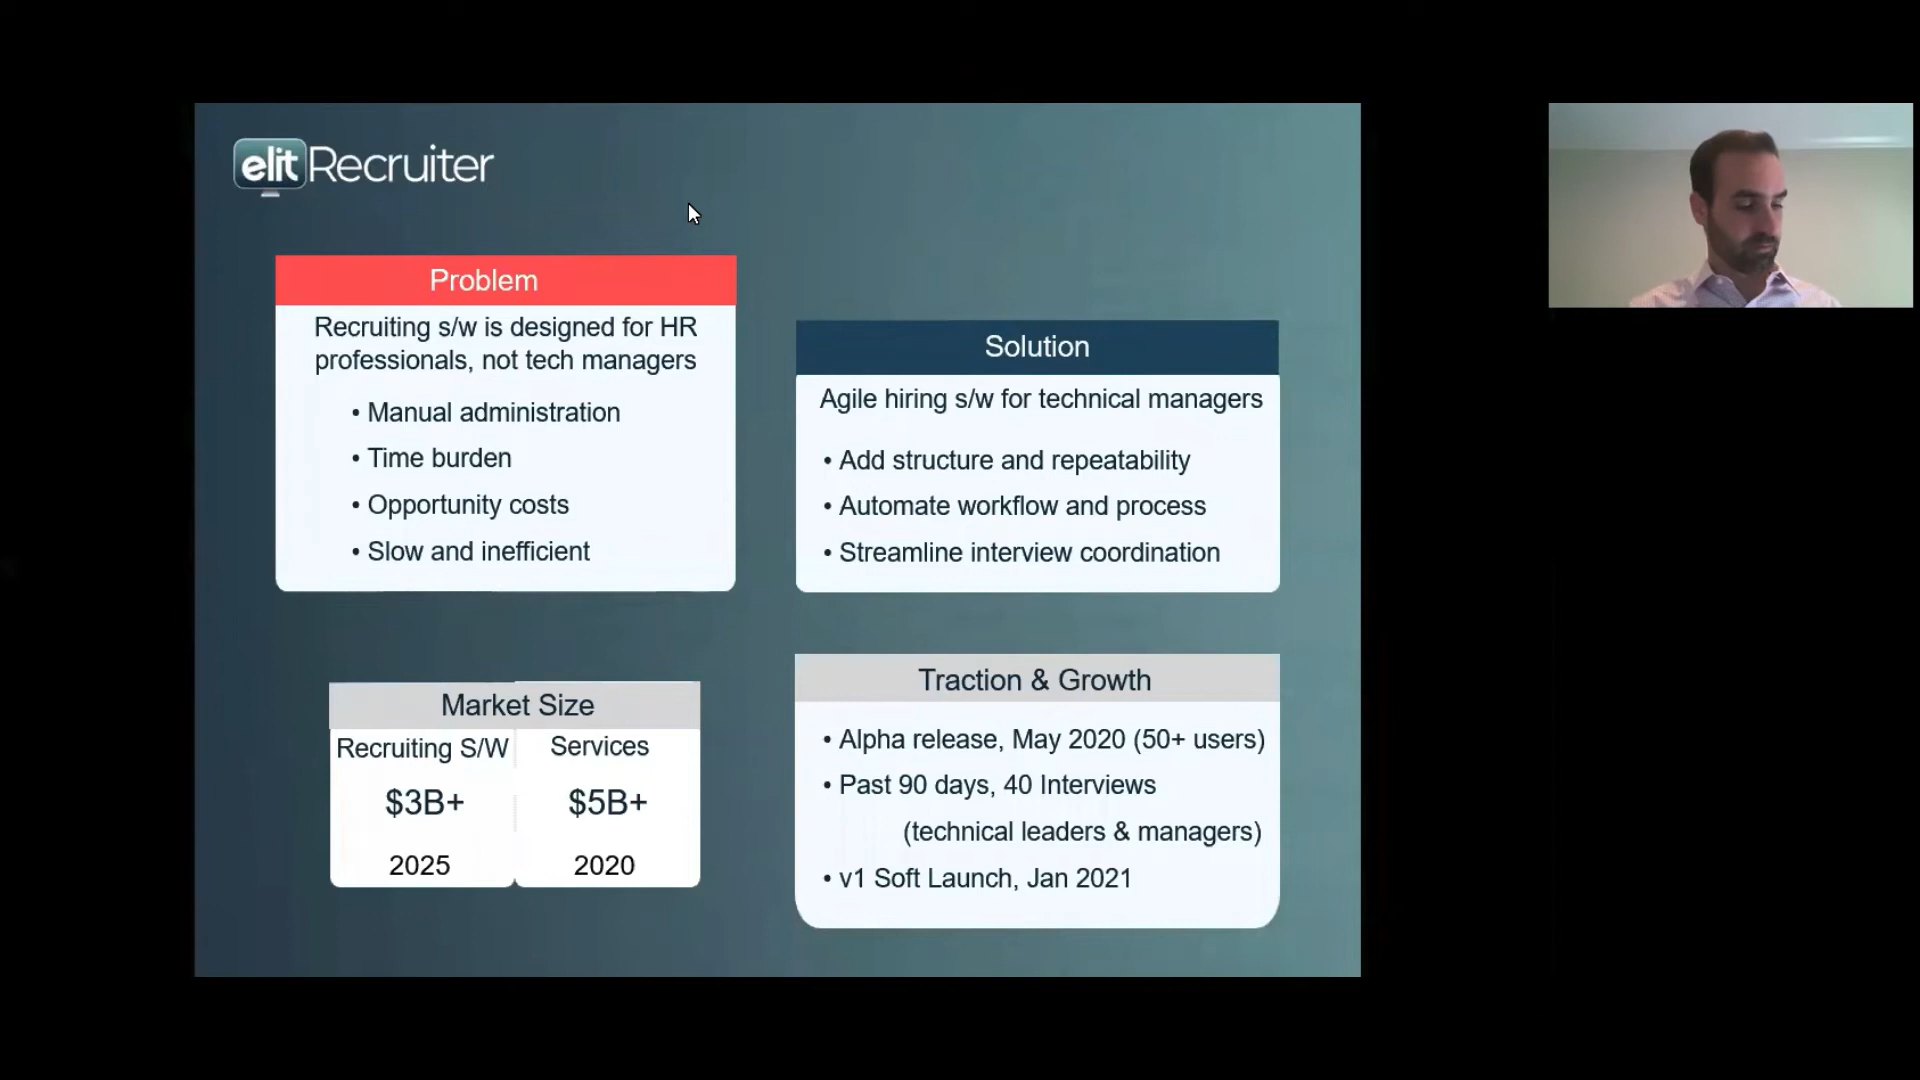 elitRecruiter
Problem
Recruiting s/w is designed for HR
professionals, not tech managers
• Manual administration
• Time burden
• Opportunity costs
• Slow and inefficient
Solution
Agile hiring s/w for technical managers
• Add structure and repeatability
• Automate workflow and process
• Streamline interview coordination
Market Size
Recruiting S/W
$3B+
2025
Services
$5B+
2020
Traction & Growth
• Alpha release, May 2020 (50+ users)
• Past 90 days, 40 Interviews
(technical leaders & managers)
• v1 Soft Launch, Jan 2021